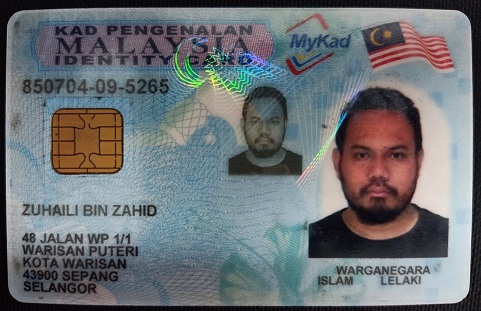 KAD PENGENALAN
MALAYSIA
IDENTITY CARD
MyKad
850704-09-5265
ZUHAILI BIN ZAHID
48 JALAN WP 1/1
WARISAN PUTERI
KOTA WARISAN
43900 SEPANG
SELANGOR
WARGANEGARA
ISLAM LELAKI